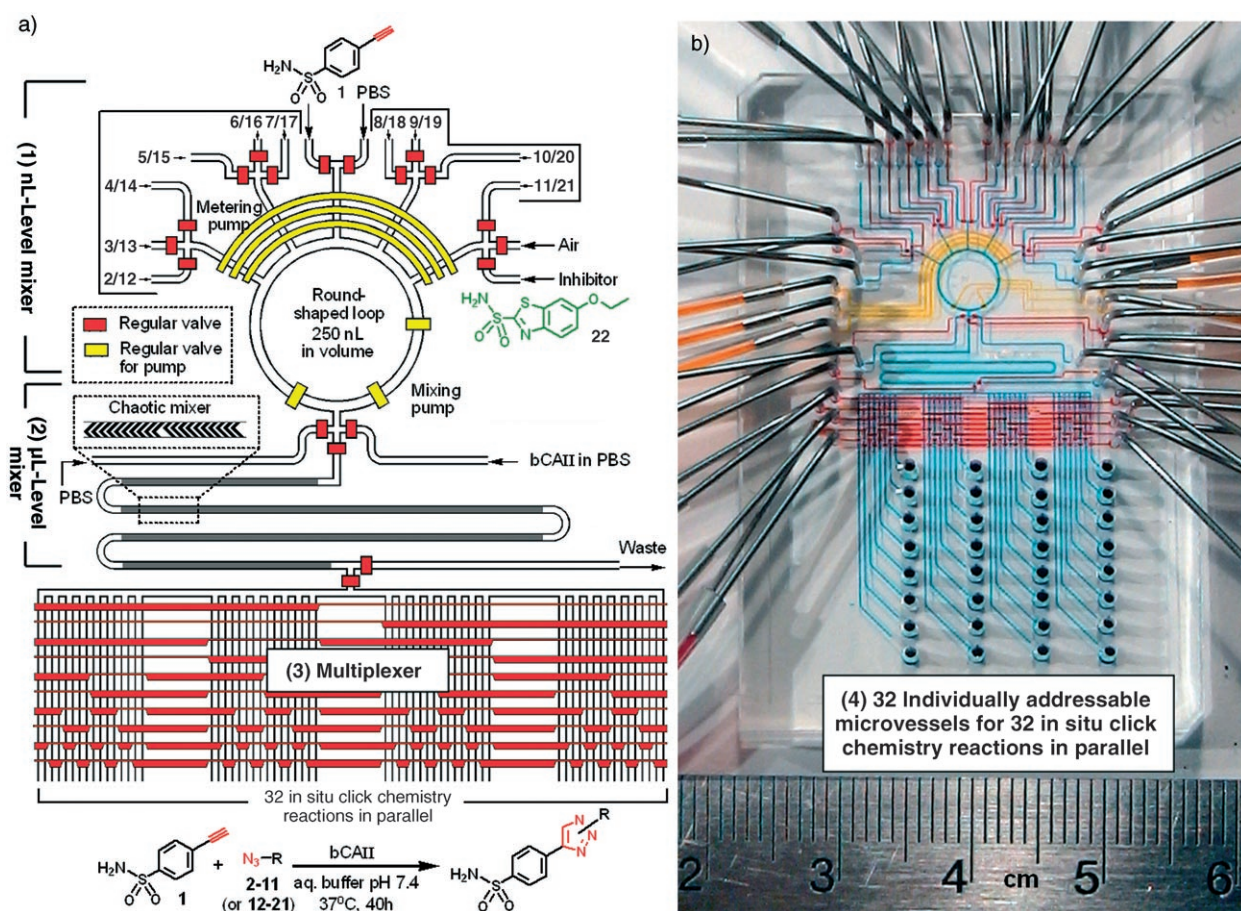 a)
H₂N
S
O O
1 PBS
6/16 7/17
8/18 9/19
5/15
10/20
4/14
11/21
Metering
pump
3/13
Air
2/12
Inhibitor
(1) nL-Level mixer
Round-
shaped loop
250 nL
in volume
H₂N
O
S
S
O
O
N
22
Regular valve
Regular valve
for pump
Mixing
pump
Chaotic mixer
(2) µL-Level
mixer
PBS
bCAII in PBS
Waste
(3) Multiplexer
32 in situ click chemistry
reactions in parallel
H₂N
S
O O
1
+
N₃—R
2-11
(or 12-21)
bCAII
aq. buffer pH 7.4
37°C, 40h
N
N
N
R
H₂N
S
O O
b)
(4) 32 Individually addressable
microvessels for 32 in situ click
chemistry reactions in parallel
2 3 4 cm 5 6